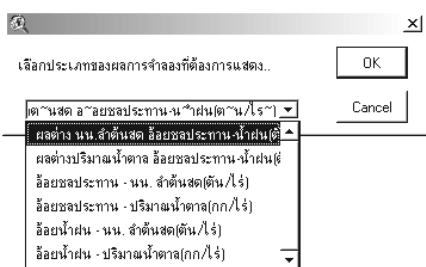 เลือกประเภทของผลการจำลองที่ต้องการแสดง..
OK
Cancel
ผลต่าง นน.ลำต้นสด อ้อยชลประทาน-น้ำฝน(ตั
ผลต่างปริมาณน้ำตาล อ้อยชลประทาน-น้ำฝน(
อ้อยชลประทาน - นน. ลำต้นสด(ตัน/ไร่)
อ้อยชลประทาน - ปริมาณน้ำตาล(กก/ไร่)
อ้อยน้ำฝน - นน. ลำต้นสด(ตัน/ไร่)
อ้อยน้ำฝน - ปริมาณน้ำตาล(กก/ไร่)